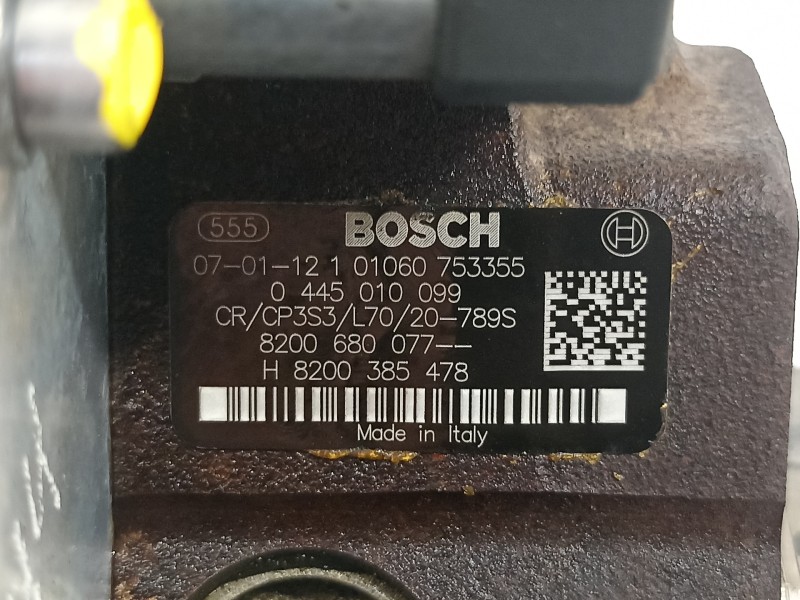 555 BOSCH H
07-01-12 1 01060 753355
0 445 010 099
CR/CP3S3/L70/20-789S
8200 680 077--
H 8200 385 478
Made in Italy